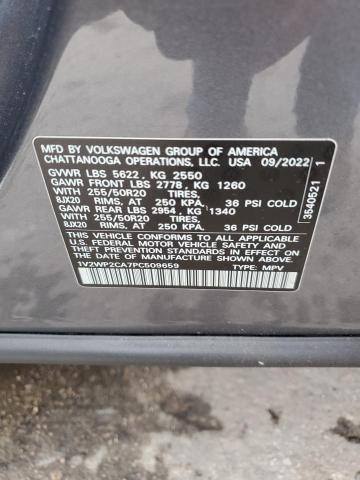 MFD BY VOLKSWAGEN GROUP OF AMERICA
CHATTANOOGA OPERATIONS, LLC. USA 09/2022
GVWR LBS 5622, KG 2550
GAWR FRONT LBS 2778, KG 1260
WITH 255/50R20 TIRES,
8JX20 RIMS, AT 250 KPA. 36 PSI COLD
GAWR REAR LBS 2954, KG 1340
WITH 255/50R20 TIRES,
8JX20 RIMS, AT 250 KPA. 36 PSI COLD
THIS VEHICLE CONFORMS TO ALL APPLICABLE
U.S. FEDERAL MOTOR VEHICLE SAFETY
STANDARDS IN EFFECT ON THE DATE OF
MANUFACTURE SHOWN ABOVE.
1V2WP2CA7PC509659 TYPE: MPV
3540521 1